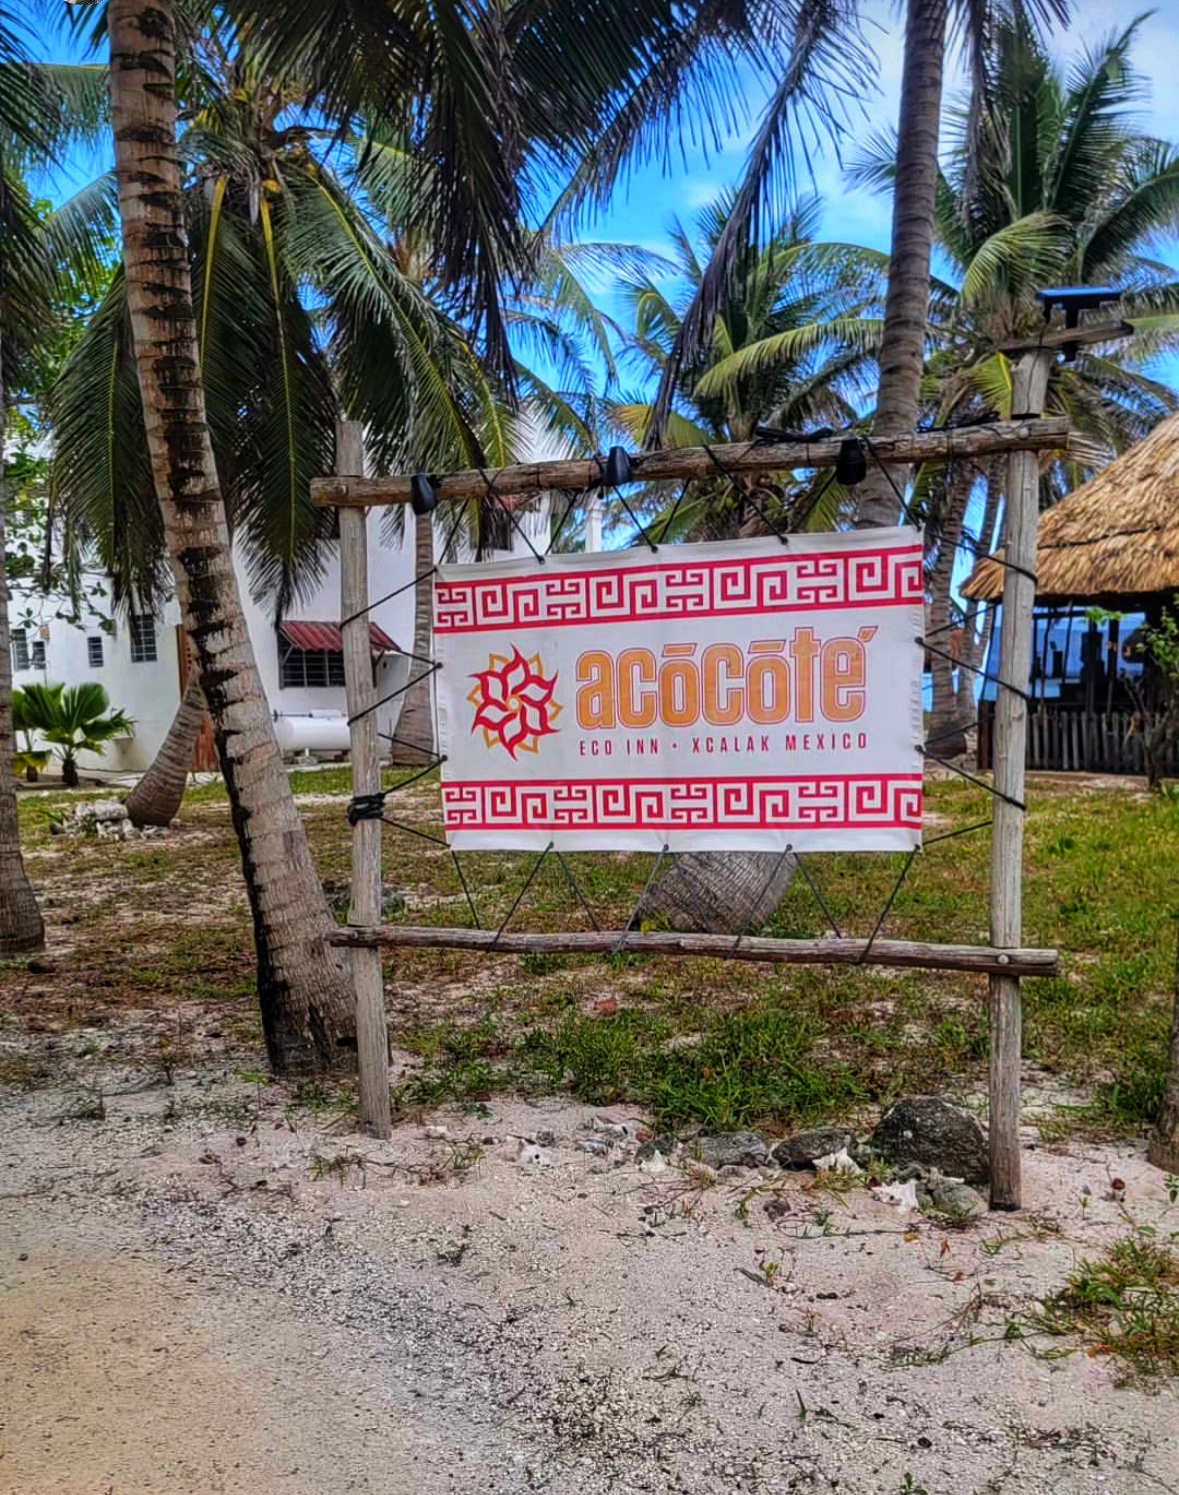 acōcōté
ECO INN • XCALAK MEXICO